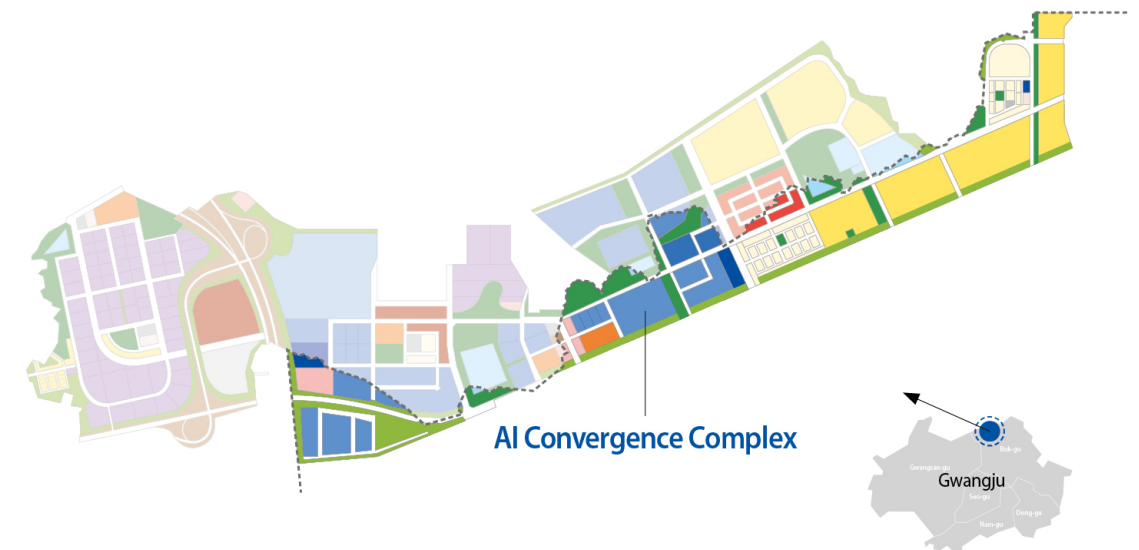 AI Convergence Complex
Buk-gu
Gwangsan-gu
Gwangju
Seo-gu
Dong-gu
Nam-gu